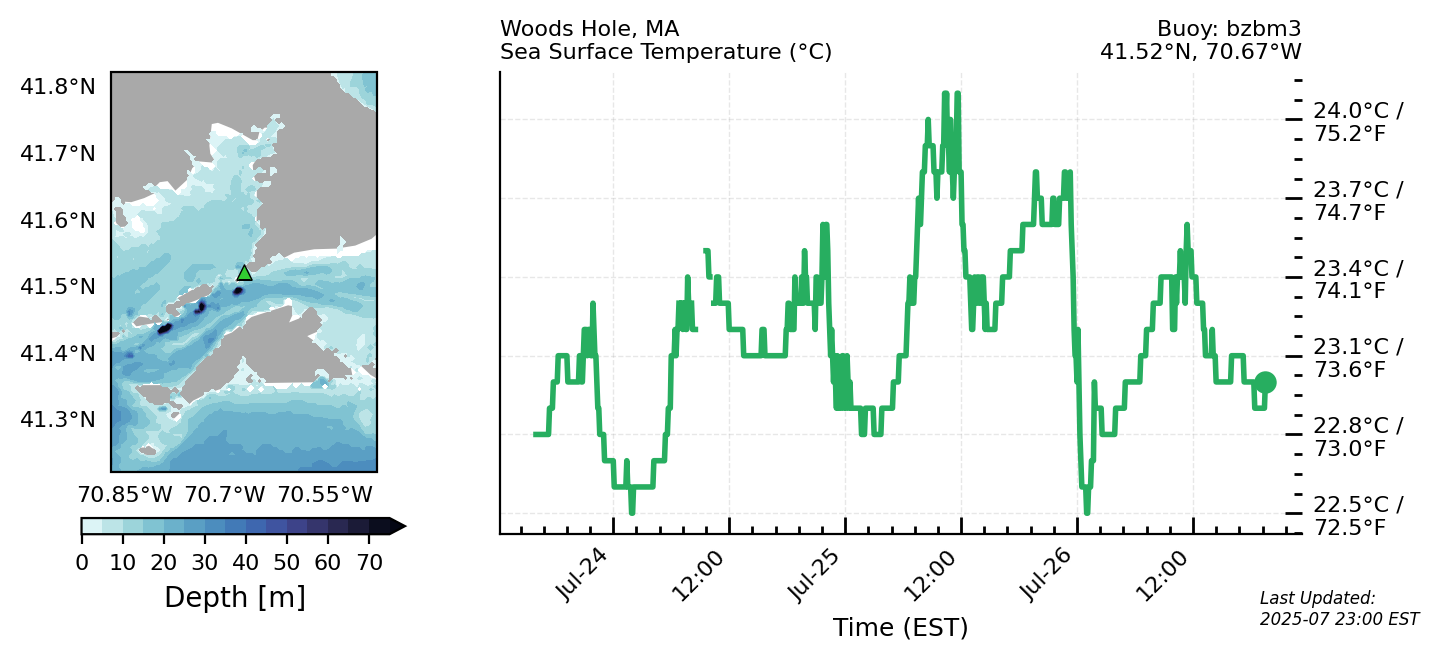 Woods Hole, MA
Sea Surface Temperature (°C)
Buoy: bzbm3
41.52°N, 70.67°W
41.8°N
41.7°N
41.6°N
41.5°N
41.4°N
41.3°N
70.85°W 70.7°W 70.55°W
0 10 20 30 40 50 60 70
Depth [m]
24.0°C /
75.2°F
23.7°C /
74.7°F
23.4°C /
74.1°F
23.1°C /
73.6°F
22.8°C /
73.0°F
22.5°C /
72.5°F
Jul-24 12:00 Jul-25 12:00 Jul-26 12:00
Time (EST)
Last Updated:
2025-07 23:00 EST